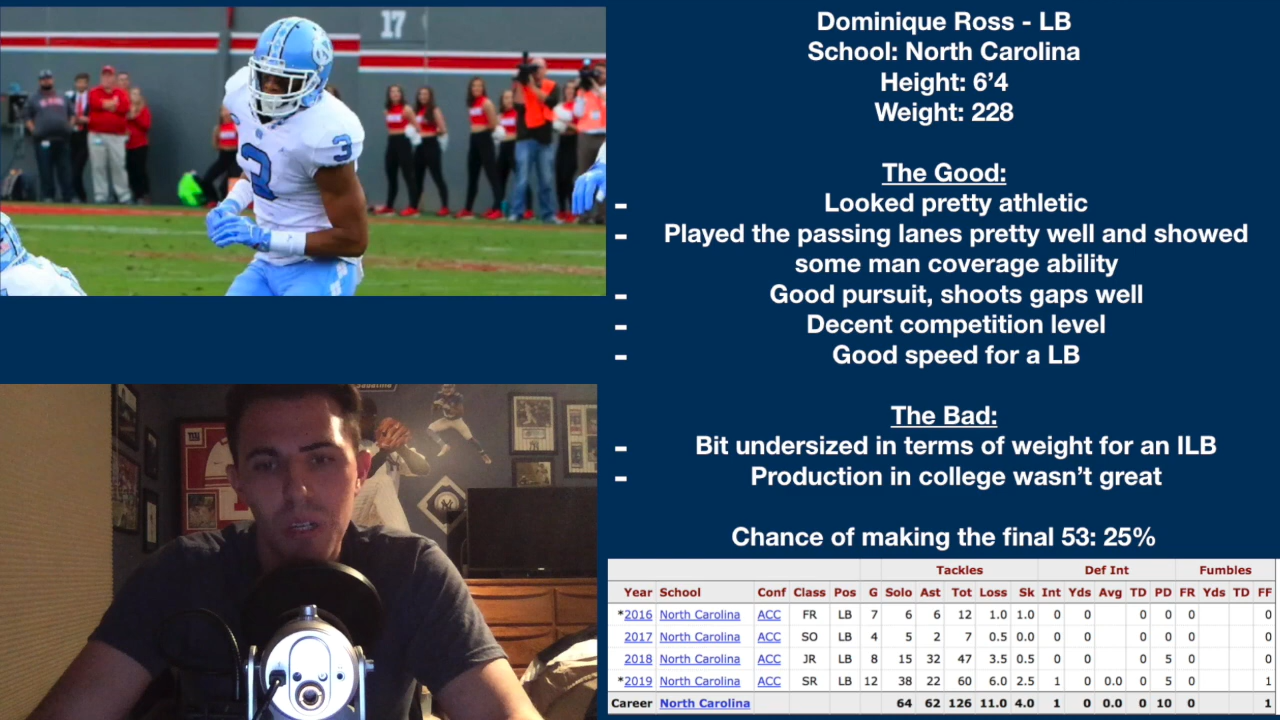 17
3
3
Dominique Ross - LB
School: North Carolina
Height: 6’4
Weight: 228
The Good:
- Looked pretty athletic
- Played the passing lanes pretty well and showed
some man coverage ability
- Good pursuit, shoots gaps well
- Decent competition level
- Good speed for a LB
The Bad:
- Bit undersized in terms of weight for an ILB
- Production in college wasn’t great
Chance of making the final 53: 25%
Tackles Def Int Fumbles
Year School Conf Class Pos G Solo Ast Tot Loss Sk Int Yds Avg TD PD FR Yds TD FF
*2016 North Carolina ACC FR LB 7 6 6 12 1.0 1.0 0 0 0 0 0 0
2017 North Carolina ACC SO LB 4 5 2 7 0.5 0.0 0 0 0 0 0 0
2018 North Carolina ACC JR LB 8 15 32 47 3.5 0.5 0 0 0 5 0 0
*2019 North Carolina ACC SR LB 12 38 22 60 6.0 2.5 1 0 0.0 0 5 0 1
Career North Carolina 64 62 126 11.0 4.0 1 0 0.0 0 10 0 1